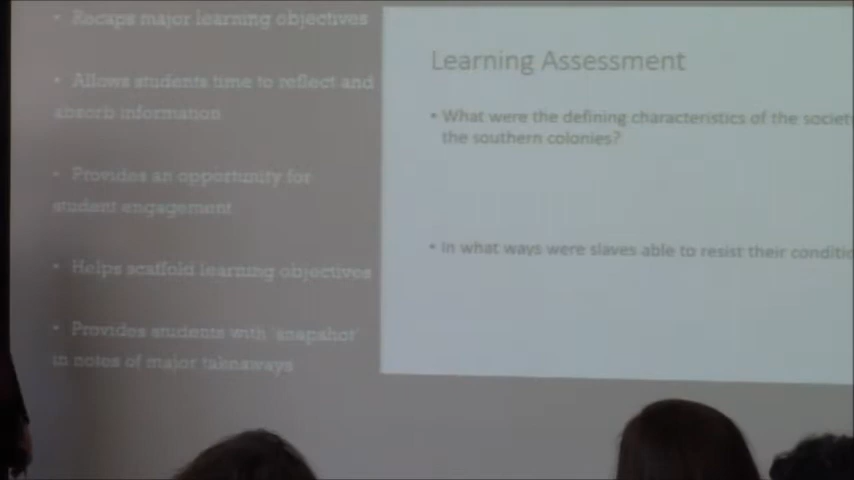 • Recaps major learning objectives
• Allows students time to reflect and
absorb information
• Provides an opportunity for
student engagement
• Helps scaffold learning objectives
• Provides students with 'snapshot'
in notes of major takeaways
Learning Assessment
• What were the defining characteristics of the societ
the southern colonies?
• In what ways were slaves able to resist their conditio